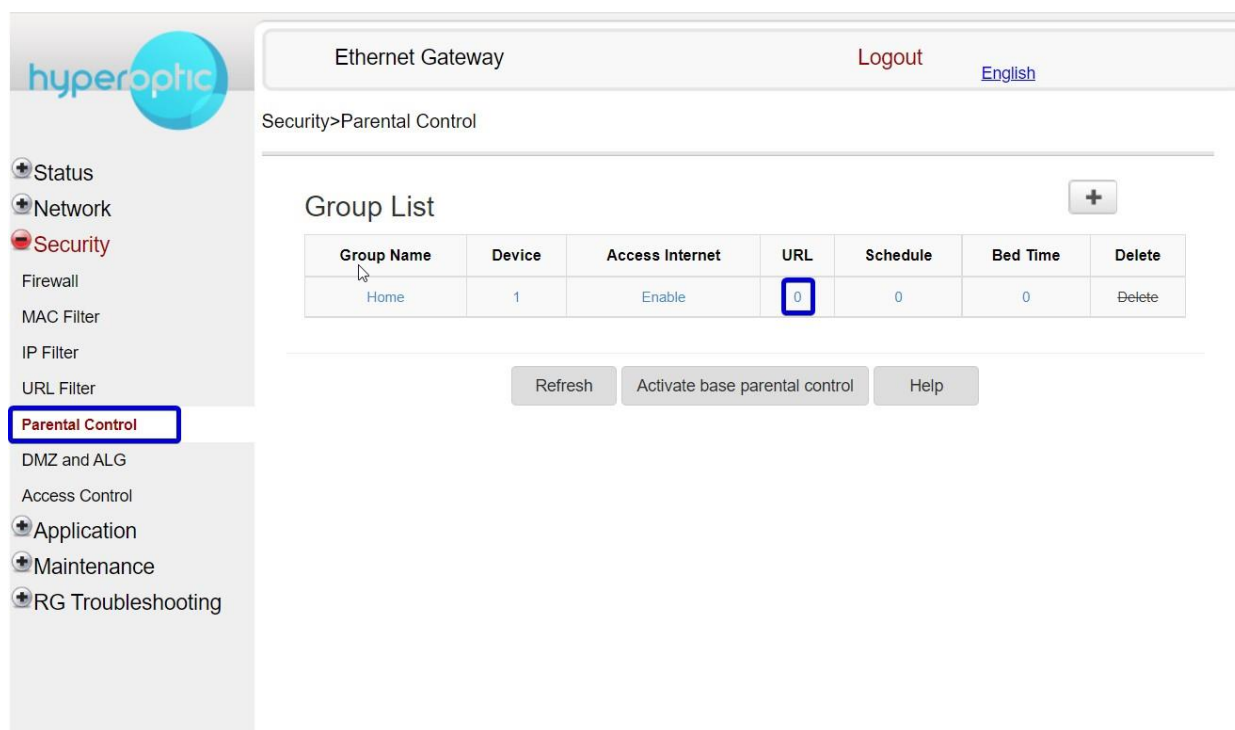 hyperoptic
Ethernet Gateway Logout English
Security>Parental Control
Status
Network
Security
Firewall
MAC Filter
IP Filter
URL Filter
Parental Control
DMZ and ALG
Access Control
Application
Maintenance
RG Troubleshooting
Group List
Group Name Device Access Internet URL Schedule Bed Time Delete
Home 1 Enable 0 0 0 Delete
Refresh Activate base parental control Help